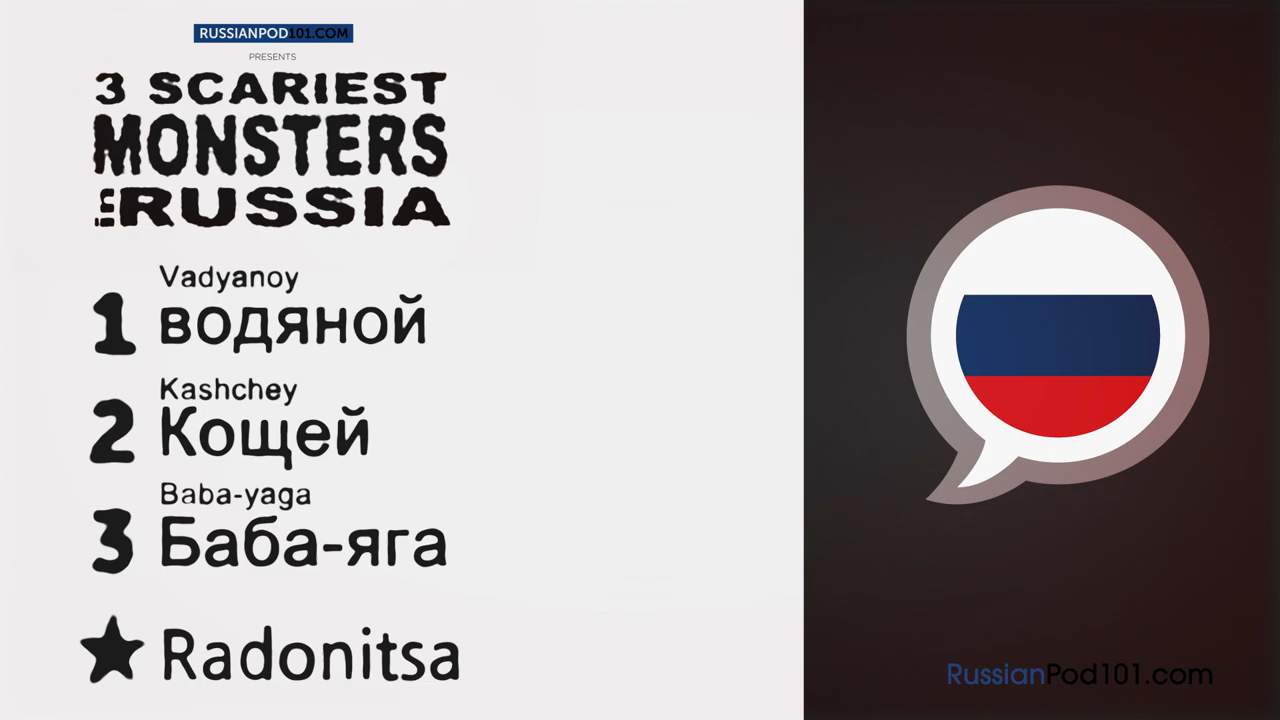 RUSSIANPOD101.COM
PRESENTS
3 SCARIEST
MONSTERS
in RUSSIA
Vadyanoy
1 водяной
Kashchey
2 Кощей
Baba-yaga
3 Баба-яга
Radonitsa
RussianPod101.com